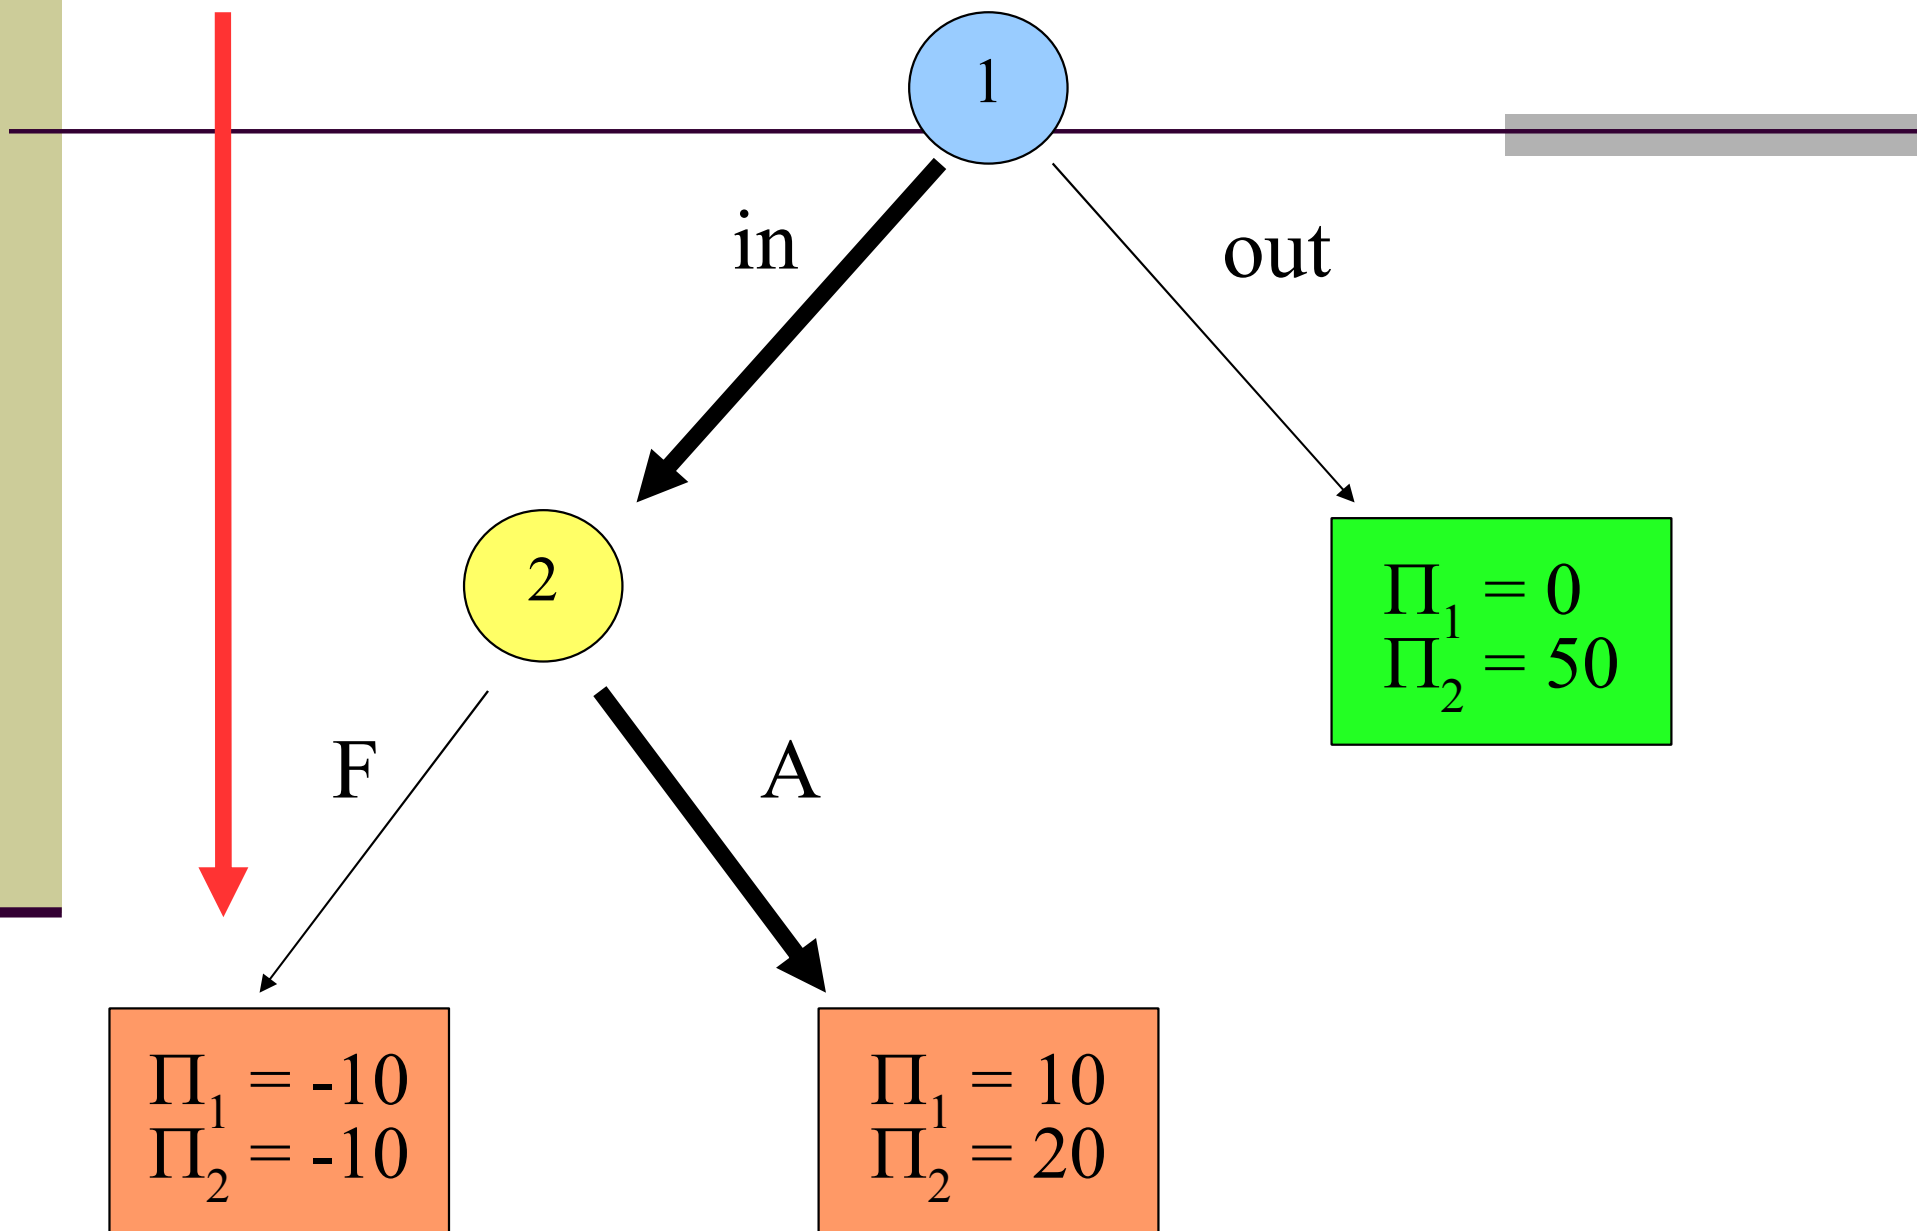 1
in
out
2
Π1 = 0
Π2 = 50
F
A
Π1 = -10
Π2 = -10
Π1 = 10
Π2 = 20